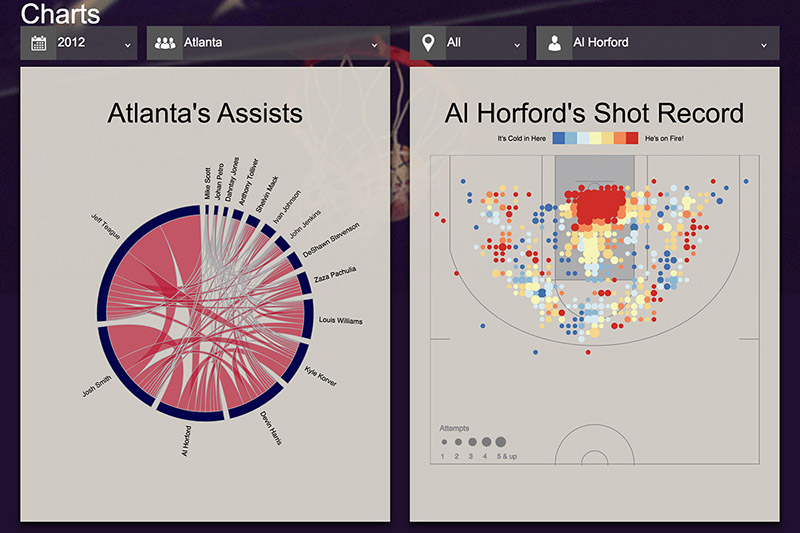 Charts
2012
Atlanta
All
Al Horford
Atlanta's Assists
Mike Scott
Johan Petro
Dahntay Jones
Anthony Tolliver
Shelvin Mack
Ivan Johnson
John Jenkins
DeShawn Stevenson
Zaza Pachulia
Louis Williams
Kyle Korver
Devin Harris
Al Horford
Josh Smith
Jeff Teague
Al Horford's Shot Record
It's Cold in Here
He's on Fire!
Attempts
1 2 3 4 5 & up